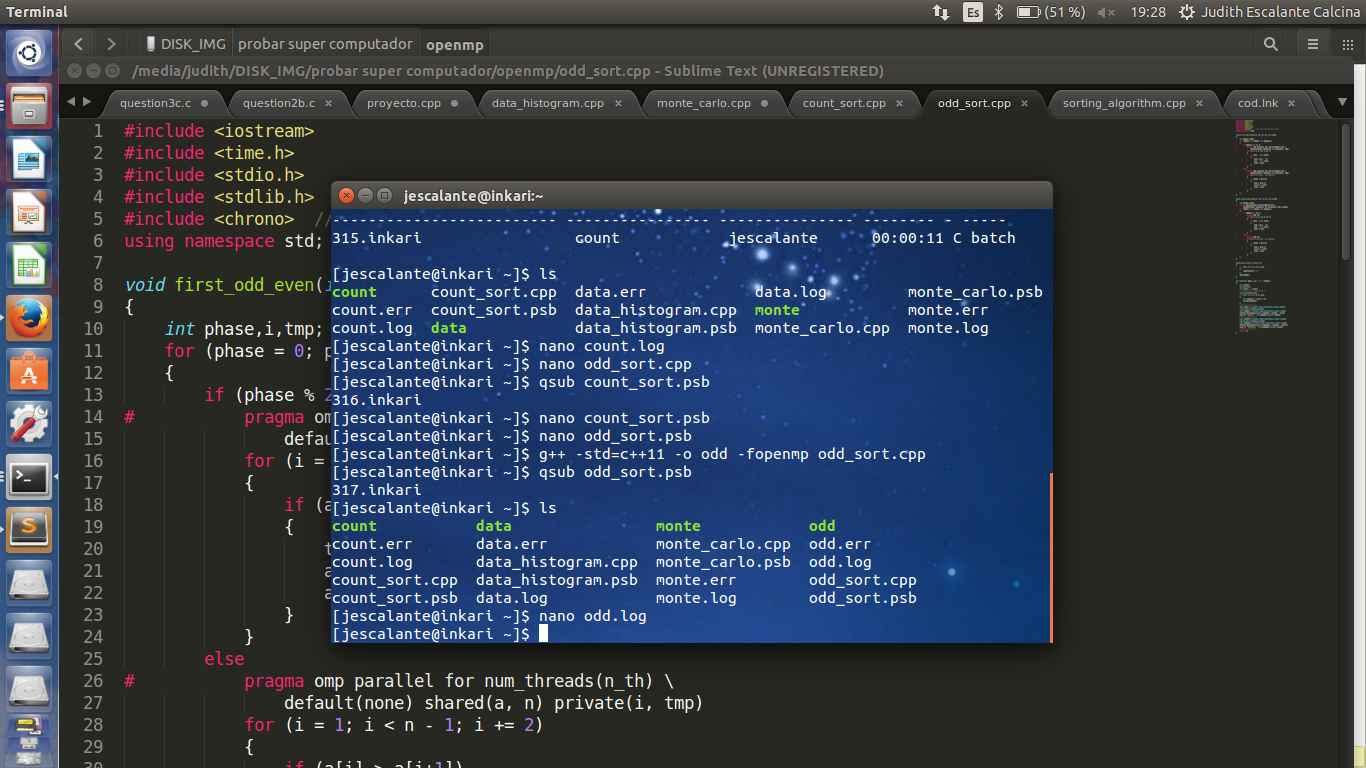 Terminal
Es (51 %) 19:28 Judith Escalante Calcina
DISK_IMG probar super computador openmp
/media/judith/DISK_IMG/probar super computador/openmp/odd_sort.cpp - Sublime Text (UNREGISTERED)
question3c.c question2b.c proyecto.cpp data_histogram.cpp monte_carlo.cpp count_sort.cpp odd_sort.cpp sorting_algorithm.cpp cod.lnk
1 #include <iostream>
2 #include <time.h>
3 #include <stdio.h>
4 #include <stdlib.h>
5 #include <chrono> //
6 using namespace std;
7
8 void first_odd_even(
9 {
10 int phase,i,tmp;
11 for (phase = 0;
12 {
13 if (phase % 2
14 # pragma om
15 defau
16 for (i =
17 {
18 if (a
19 {
20 t
21 a
22 a
23 }
24 }
25 else
26 # pragma omp parallel for num_threads(n_th) \
27 default(none) shared(a, n) private(i, tmp)
28 for (i = 1; i < n - 1; i += 2)
29 {
30 if (a[i] > a[i+1])
jescalante@inkari:~
315.inkari count jescalante 00:00:11 C batch
[jescalante@inkari ~]$ ls
count count_sort.cpp data.err data.log monte_carlo.psb
count.err count_sort.psb data_histogram.cpp monte monte.err
count.log data data_histogram.psb monte_carlo.cpp monte.log
[jescalante@inkari ~]$ nano count.log
[jescalante@inkari ~]$ nano odd_sort.cpp
[jescalante@inkari ~]$ qsub count_sort.psb
316.inkari
[jescalante@inkari ~]$ nano count_sort.psb
[jescalante@inkari ~]$ nano odd_sort.psb
[jescalante@inkari ~]$ g++ -std=c++11 -o odd -fopenmp odd_sort.cpp
[jescalante@inkari ~]$ qsub odd_sort.psb
317.inkari
[jescalante@inkari ~]$ ls
count data monte odd
count.err data.err monte_carlo.cpp odd.err
count.log data_histogram.cpp monte_carlo.psb odd.log
count_sort.cpp data_histogram.psb monte.err odd_sort.cpp
count_sort.psb data.log monte.log odd_sort.psb
[jescalante@inkari ~]$ nano odd.log
[jescalante@inkari ~]$